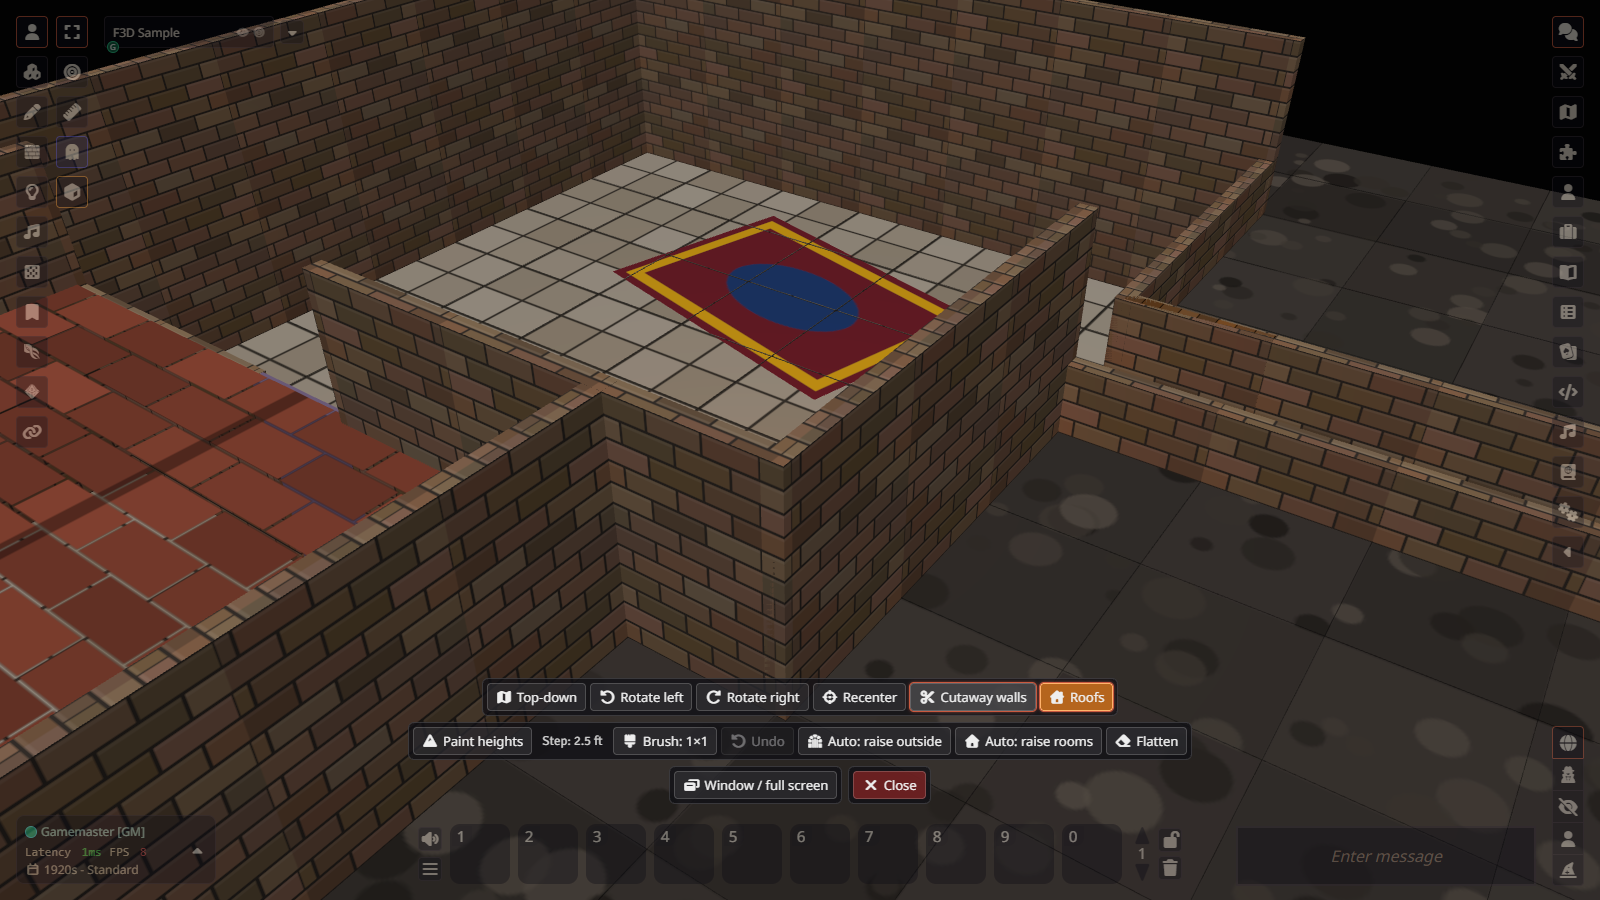 F3D Sample
G
Top-down Rotate left Rotate right Recenter Cutaway walls Roofs
Paint heights Step: 2.5 ft Brush: 1×1 Undo Auto: raise outside Auto: raise rooms Flatten
Window / full screen Close
Gamemaster [GM]
Latency 1ms FPS 8
1920s - Standard
1 2 3 4 5 6 7 8 9 0
1
Enter message